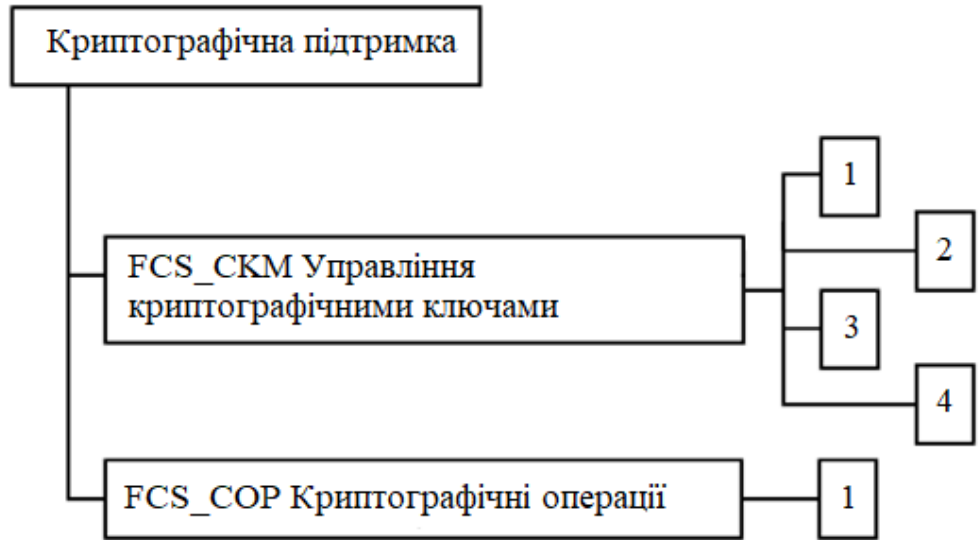 Криптографічна підтримка
1
2
FCS_CKM Управління
криптографічними ключами
3
4
FCS_COP Криптографічні операції
1